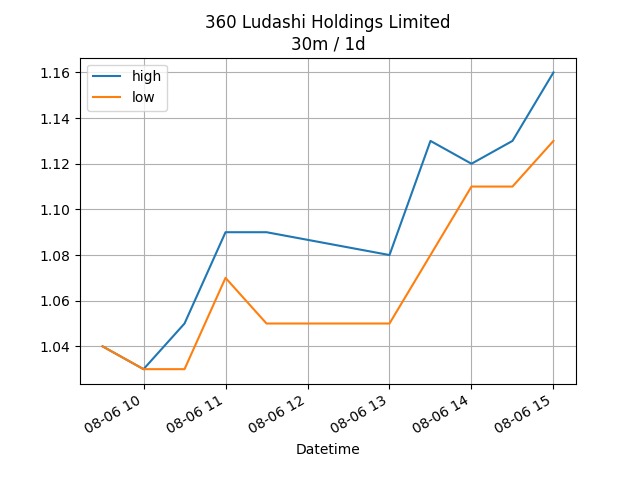 360 Ludashi Holdings Limited
30m / 1d
high
low
1.16
1.14
1.12
1.10
1.08
1.06
1.04
08-06 10
08-06 11
08-06 12
08-06 13
08-06 14
08-06 15
Datetime